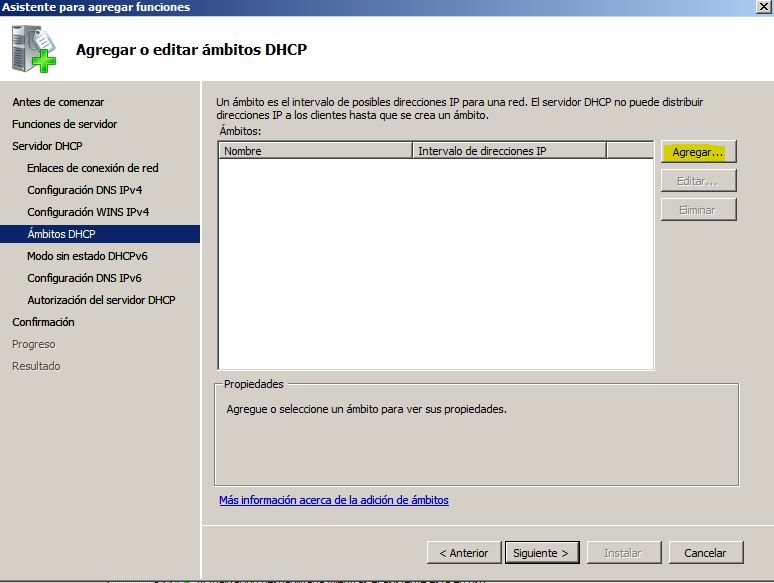 Asistente para agregar funciones
Agregar o editar ámbitos DHCP
Antes de comenzar
Funciones de servidor
Servidor DHCP
Enlaces de conexión de red
Configuración DNS IPv4
Configuración WINS IPv4
Ámbitos DHCP
Modo sin estado DHCPv6
Configuración DNS IPv6
Autorización del servidor DHCP
Confirmación
Progreso
Resultado
Un ámbito es el intervalo de posibles direcciones IP para una red. El servidor DHCP no puede distribuir
direcciones IP a los clientes hasta que se crea un ámbito.
Ámbitos:
Nombre
Intervalo de direcciones IP
Agregar...
Editar...
Eliminar
Propiedades
Agregue o seleccione un ámbito para ver sus propiedades.
Más información acerca de la adición de ámbitos
< Anterior
Siguiente >
Instalar
Cancelar